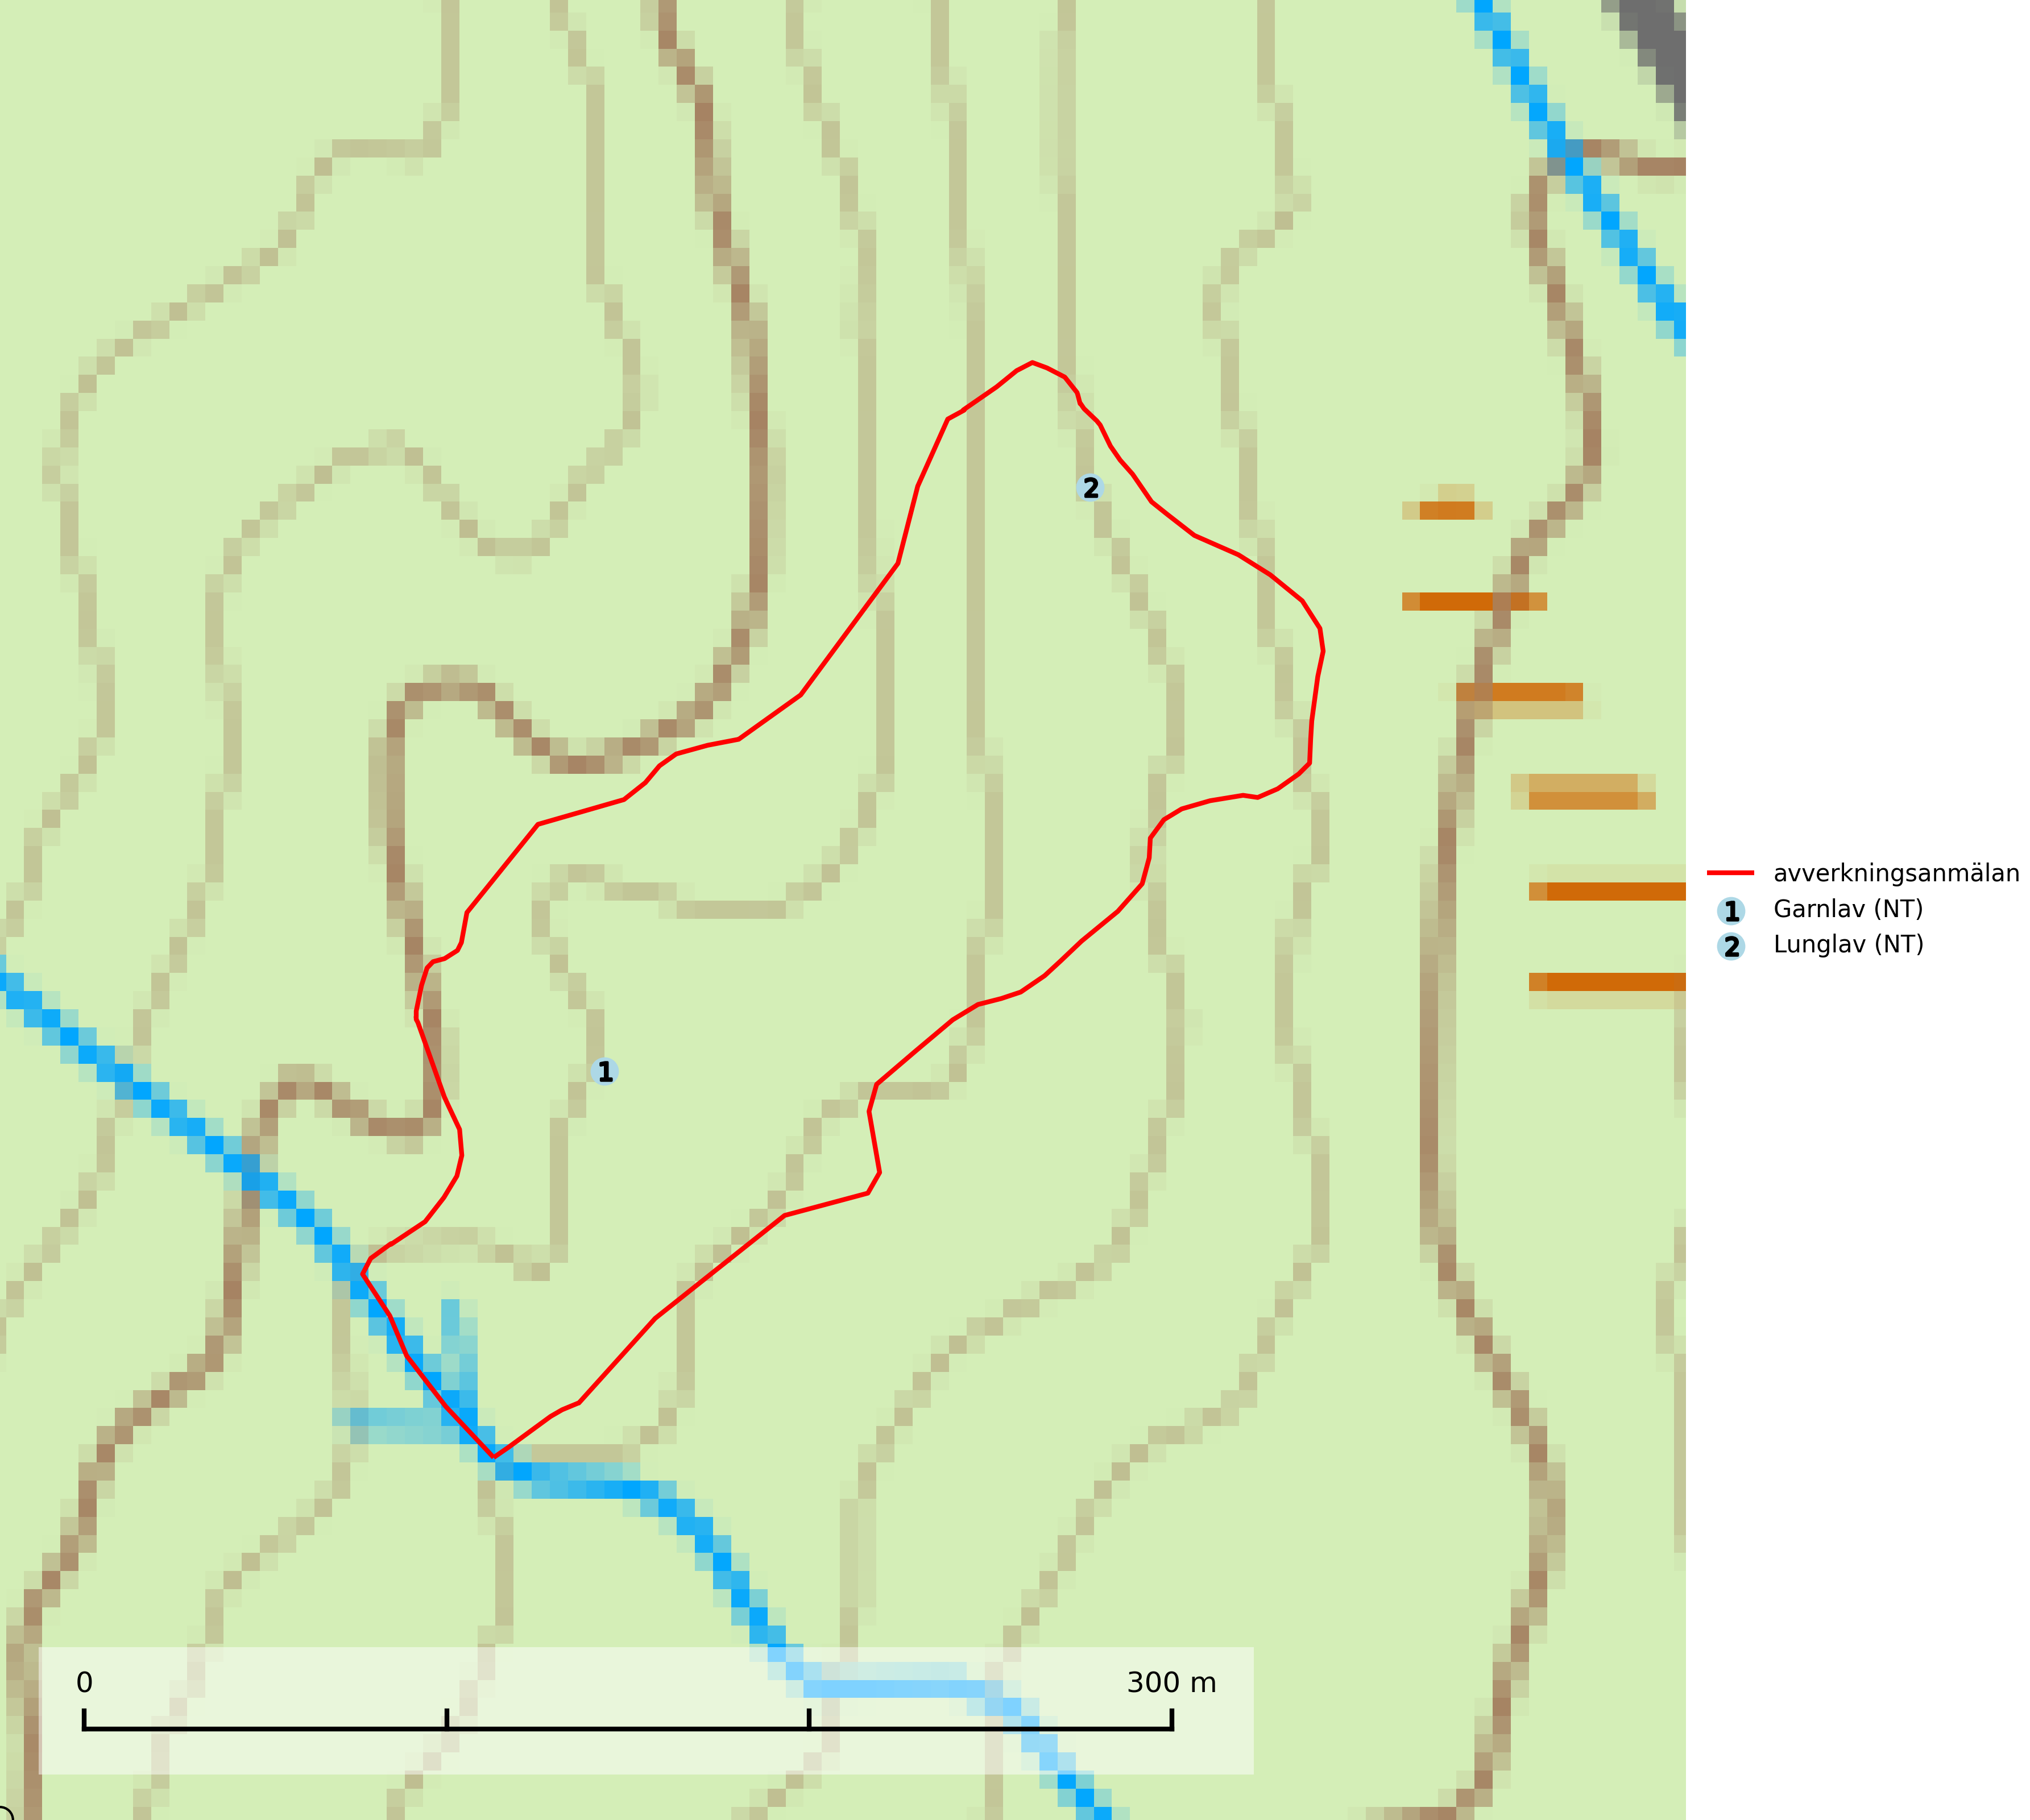 2
1
avverkningsanmälan
1 Garnlav (NT)
2 Lunglav (NT)
0 300 m